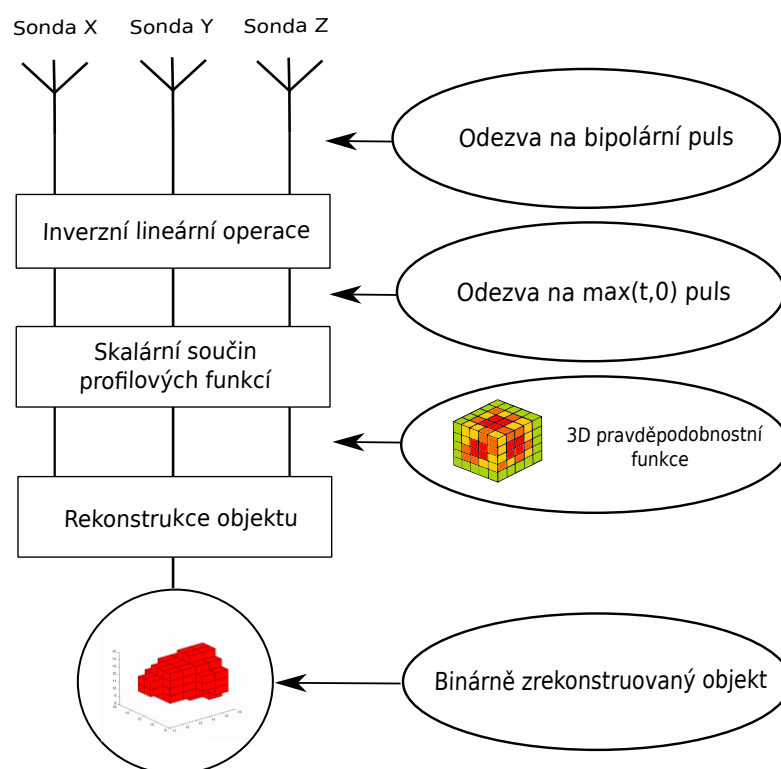 Sonda X Sonda Y Sonda Z
Odezva na bipolární puls
Inverzní lineární operace
Odezva na max(t,0) puls
Skalární součin
profilových funkcí
3D pravděpodobnostní
funkce
Rekonstrukce objektu
Binárně zrekonstruovaný objekt